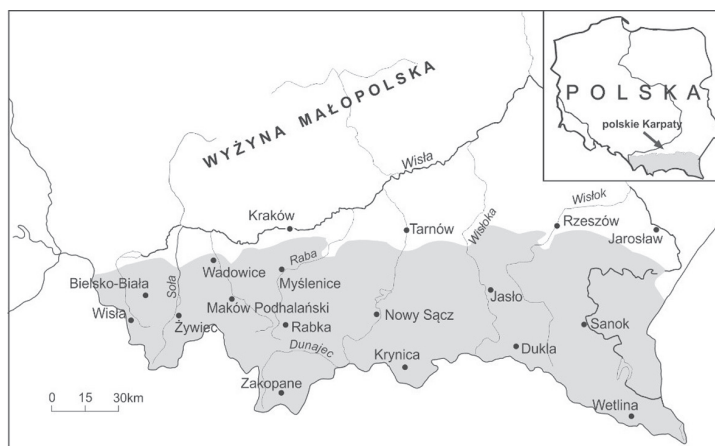 POLSKA
polskie Karpaty
WYŻYNA MAŁOPOLSKA
Wisła
Wisłok
Kraków
Tarnów
Wisłoka
Rzeszów
Jarosław
Wadowice
Raba
Bielsko-Biała
Soła
Myślenice
Maków Podhalański
Jasło
Wisła
Żywiec
Rabka
Nowy Sącz
Sanok
Dunajec
Dukla
Krynica
Zakopane
0 15 30km
Wetlina